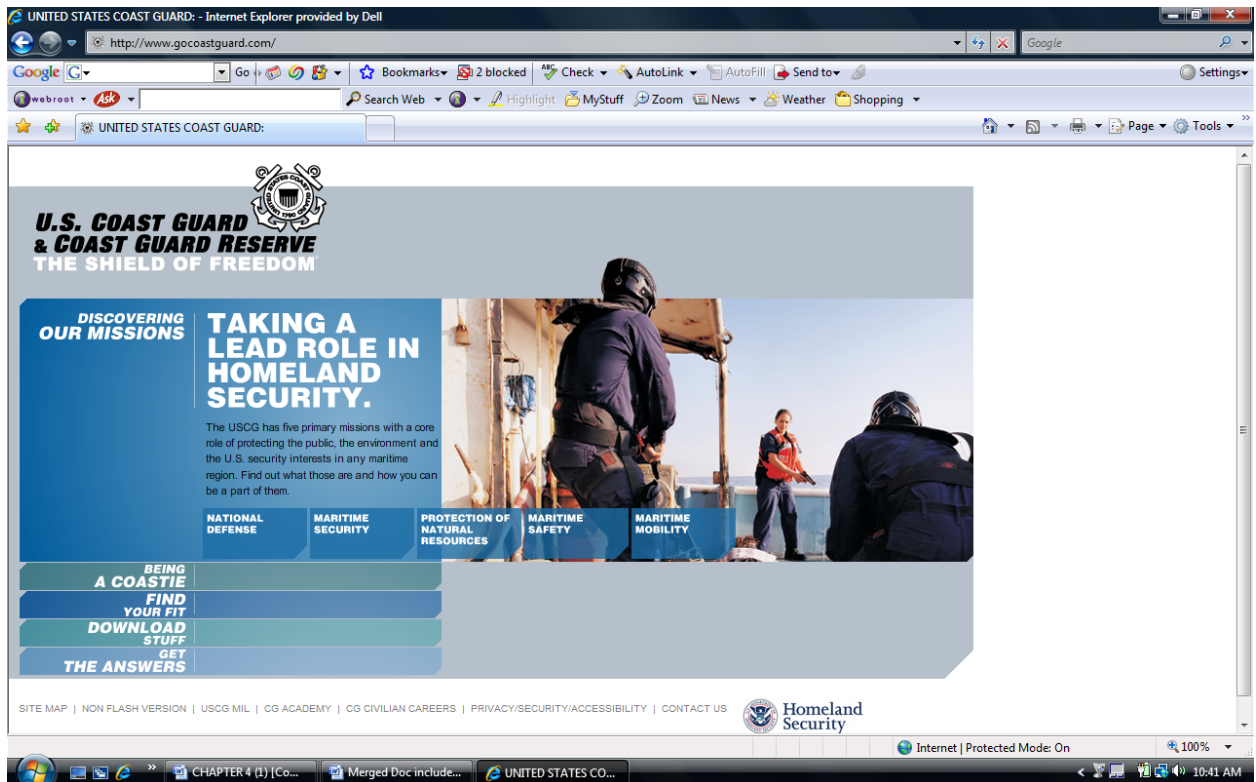 UNITED STATES COAST GUARD: - Internet Explorer provided by Dell
http://www.gocoastguard.com/
Google
Google G
Go
Bookmarks
2 blocked
ABC Check
AutoLink
AutoFill
Send to
Settings
webroot
Ask
Search Web
Highlight
MyStuff
Zoom
News
Weather
Shopping
UNITED STATES COAST GUARD:
Page
Tools
U.S. COAST GUARD
& COAST GUARD RESERVE
THE SHIELD OF FREEDOM
DISCOVERING
OUR MISSIONS
TAKING A
LEAD ROLE IN
HOMELAND
SECURITY.
The USCG has five primary missions with a core
role of protecting the public, the environment and
the U.S. security interests in any maritime
region. Find out what those are and how you can
be a part of them.
NATIONAL
DEFENSE
MARITIME
SECURITY
PROTECTION OF
NATURAL
RESOURCES
MARITIME
SAFETY
MARITIME
MOBILITY
BEING
A COASTIE
FIND
YOUR FIT
DOWNLOAD
STUFF
GET
THE ANSWERS
SITE MAP | NON FLASH VERSION | USCG MIL | CG ACADEMY | CG CIVILIAN CAREERS | PRIVACY/SECURITY/ACCESSIBILITY | CONTACT US
Homeland
Security
Internet | Protected Mode: On
100%
CHAPTER 4 (1) [Co...
Merged Doc include...
UNITED STATES CO...
10:41 AM